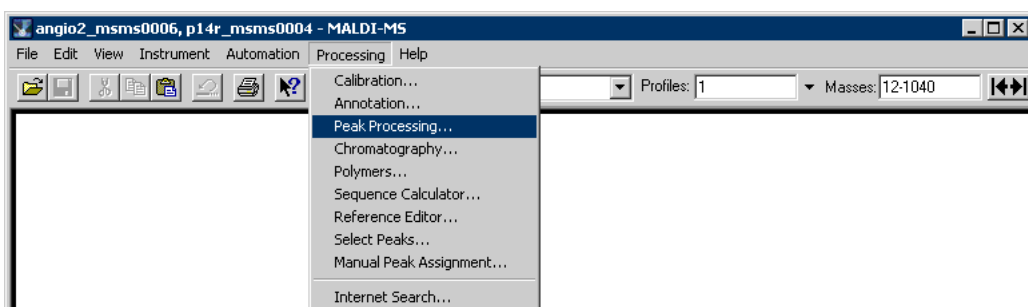 angio2_msms0006, p14r_msms0004 - MALDI-MS
File Edit View Instrument Automation Processing Help
Profiles: 1 Masses: 12-1040
Calibration...
Annotation...
Peak Processing...
Chromatography...
Polymers...
Sequence Calculator...
Reference Editor...
Select Peaks...
Manual Peak Assignment...
Internet Search...